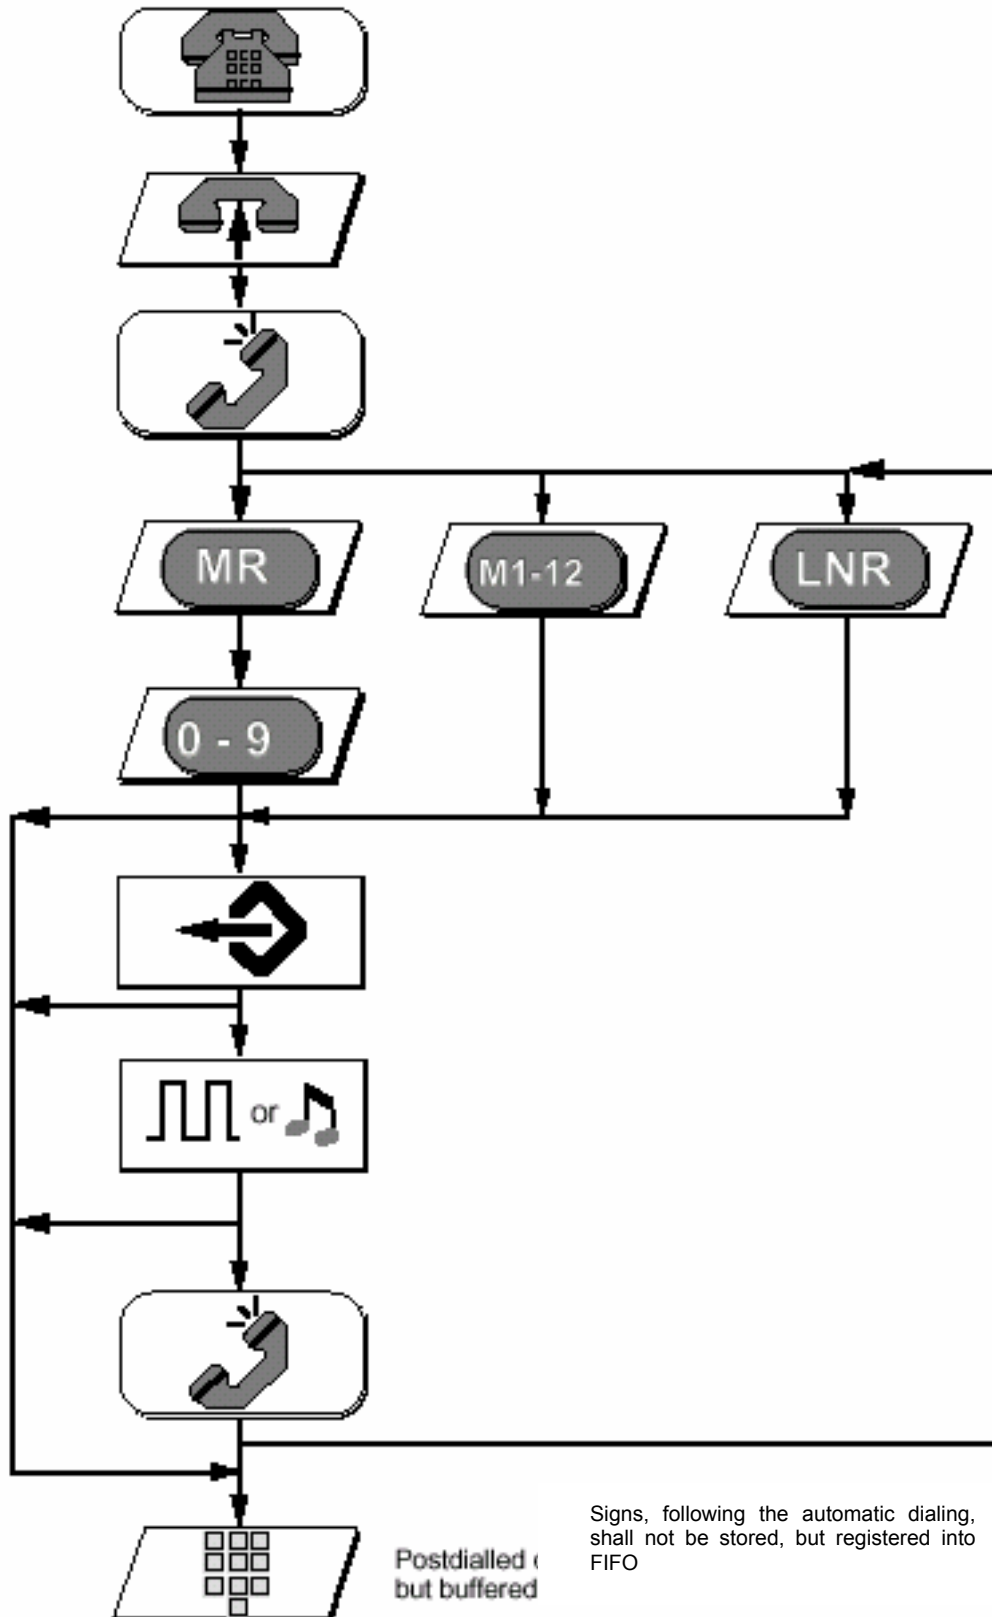 MR
M1-12
LNR
0 - 9
or
Postdialled
but buffered
Signs, following the automatic dialing,
shall not be stored, but registered into
FIFO